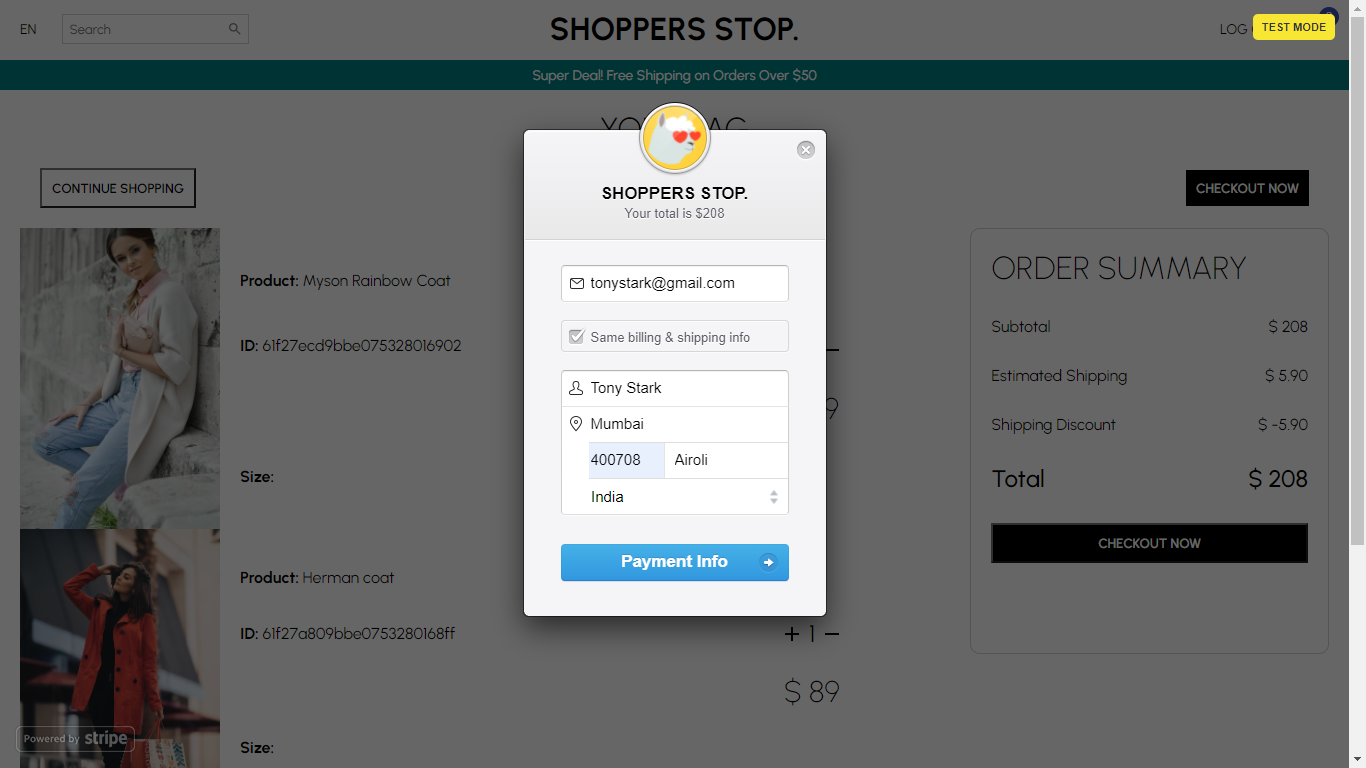 EN
Search
SHOPPERS STOP.
LOG
TEST MODE
Super Deal! Free Shipping on Orders Over $50
CONTINUE SHOPPING
CHECKOUT NOW
SHOPPERS STOP.
Your total is $208
tonystark@gmail.com
Same billing & shipping info
Tony Stark
Mumbai
400708 Airoli
India
Payment Info
Product: Myson Rainbow Coat
ID: 61f27ecd9bbe075328016902
Size:
9
Product: Herman coat
ID: 61f27a809bbe0753280168ff
+ 1 −
$ 89
Size:
ORDER SUMMARY
Subtotal $ 208
Estimated Shipping $ 5.90
Shipping Discount $ -5.90
Total $ 208
CHECKOUT NOW
Powered by stripe